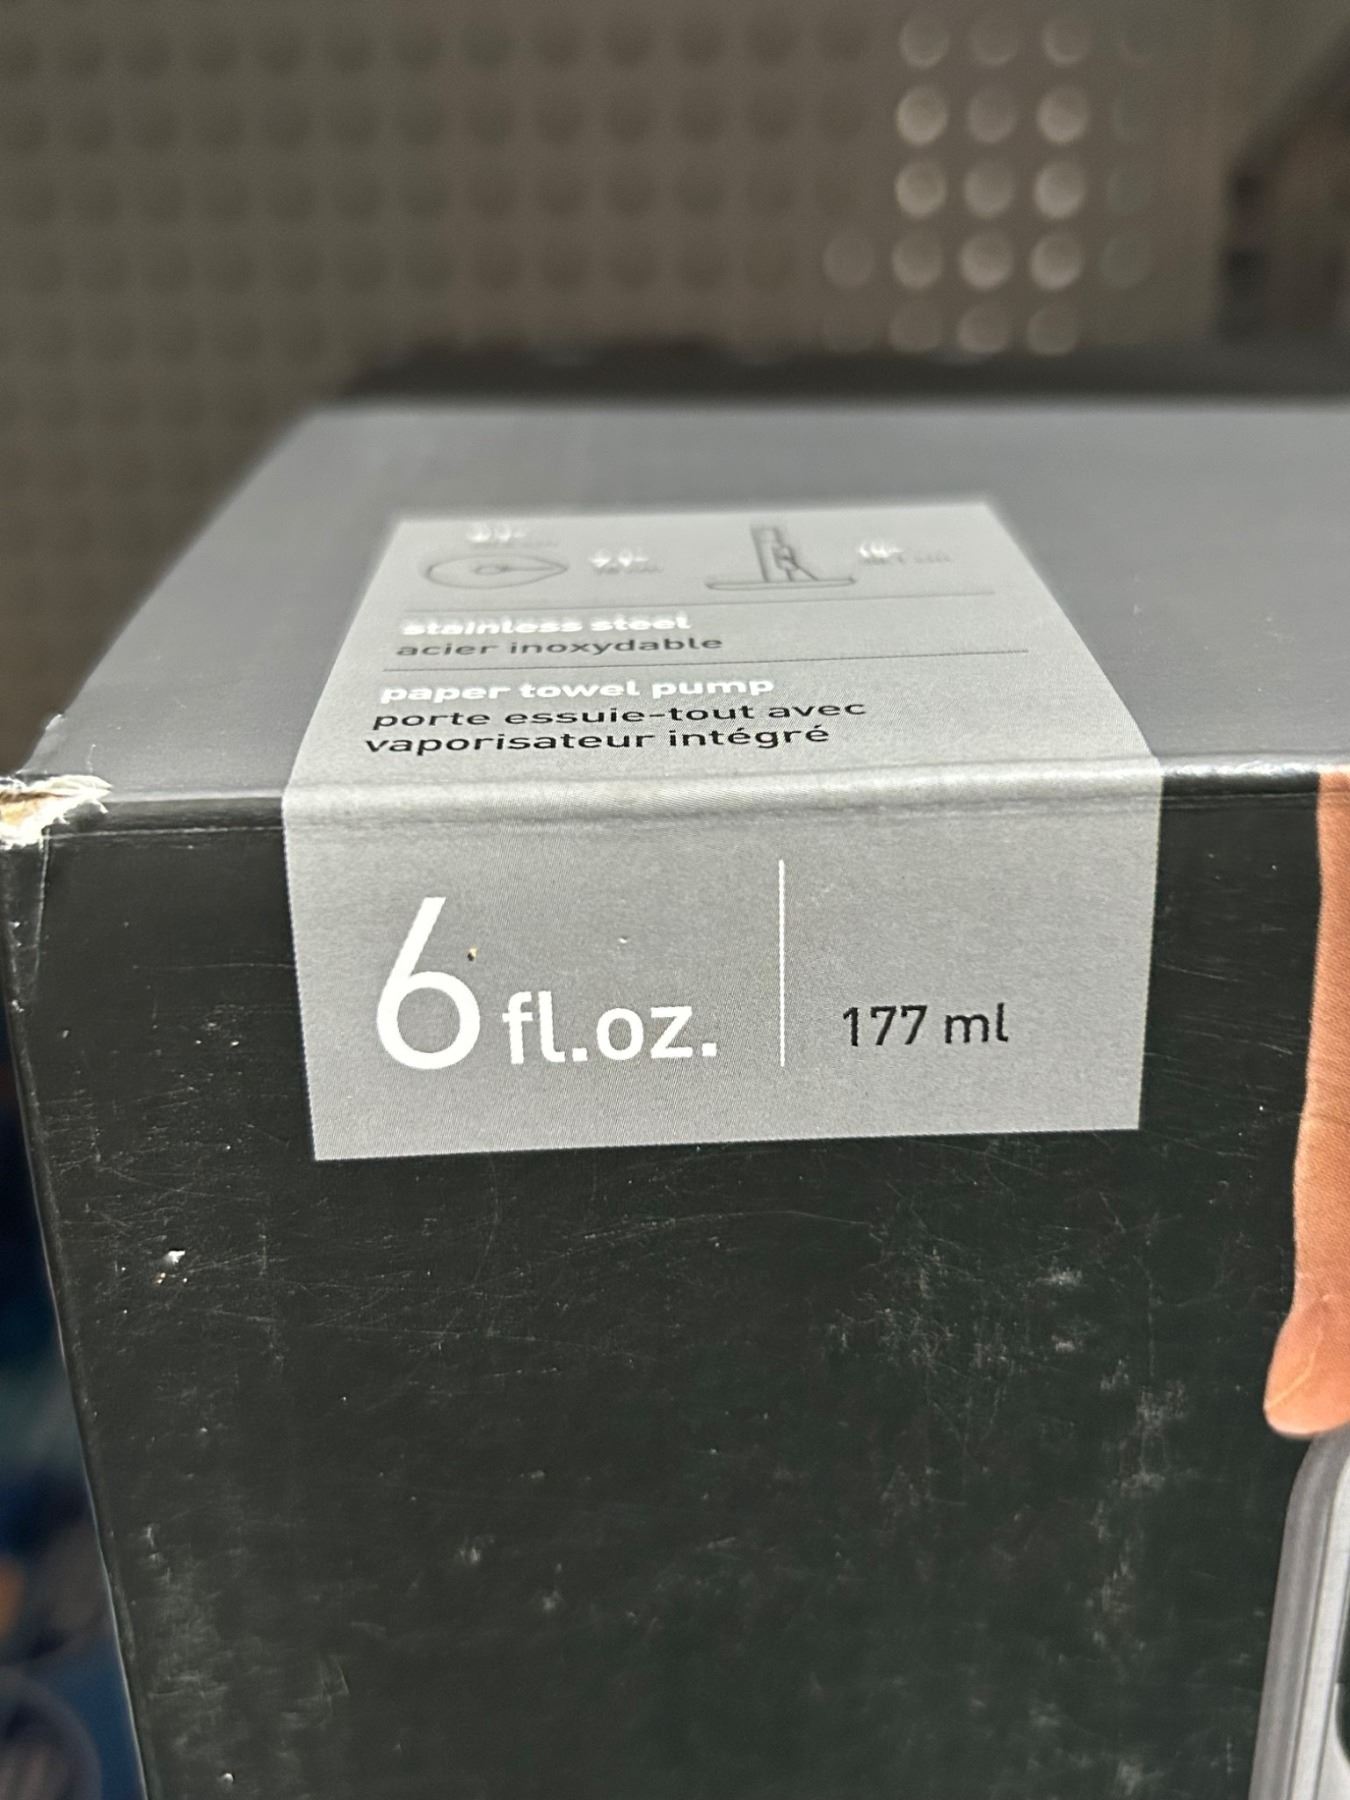 stainless steel
acier inoxydable
paper towel pump
porte essuie-tout avec
vaporisateur intégré
6 fl.oz. 177 ml